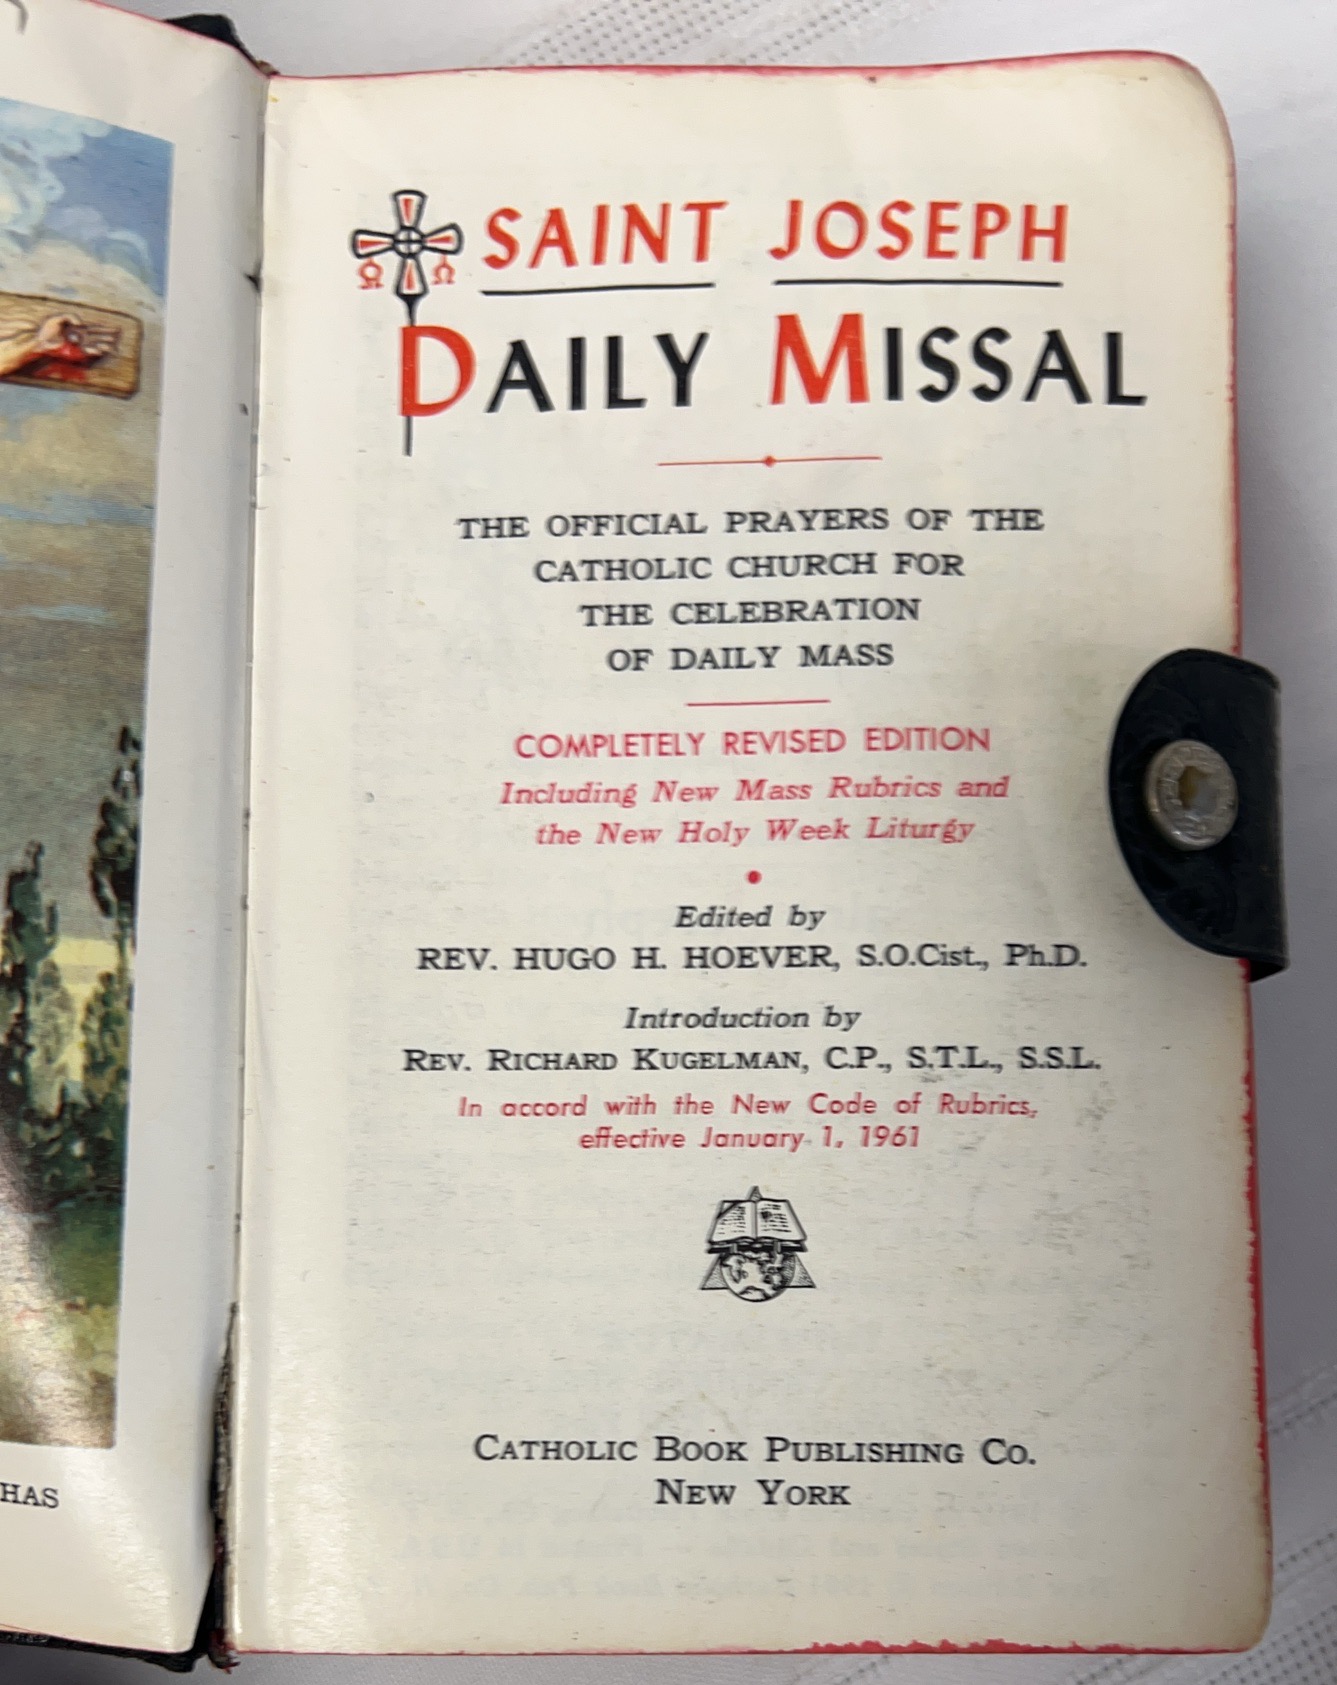 SAINT JOSEPH
Ω Ω
DAILY MISSAL
THE OFFICIAL PRAYERS OF THE
CATHOLIC CHURCH FOR
THE CELEBRATION
OF DAILY MASS
COMPLETELY REVISED EDITION
Including New Mass Rubrics and
the New Holy Week Liturgy
Edited by
REV. HUGO H. HOEVER, S.O.Cist., Ph.D.
Introduction by
REV. RICHARD KUGELMAN, C.P., S.T.L., S.S.L.
In accord with the New Code of Rubrics,
effective January 1, 1961
CATHOLIC BOOK PUBLISHING CO.
NEW YORK
HAS